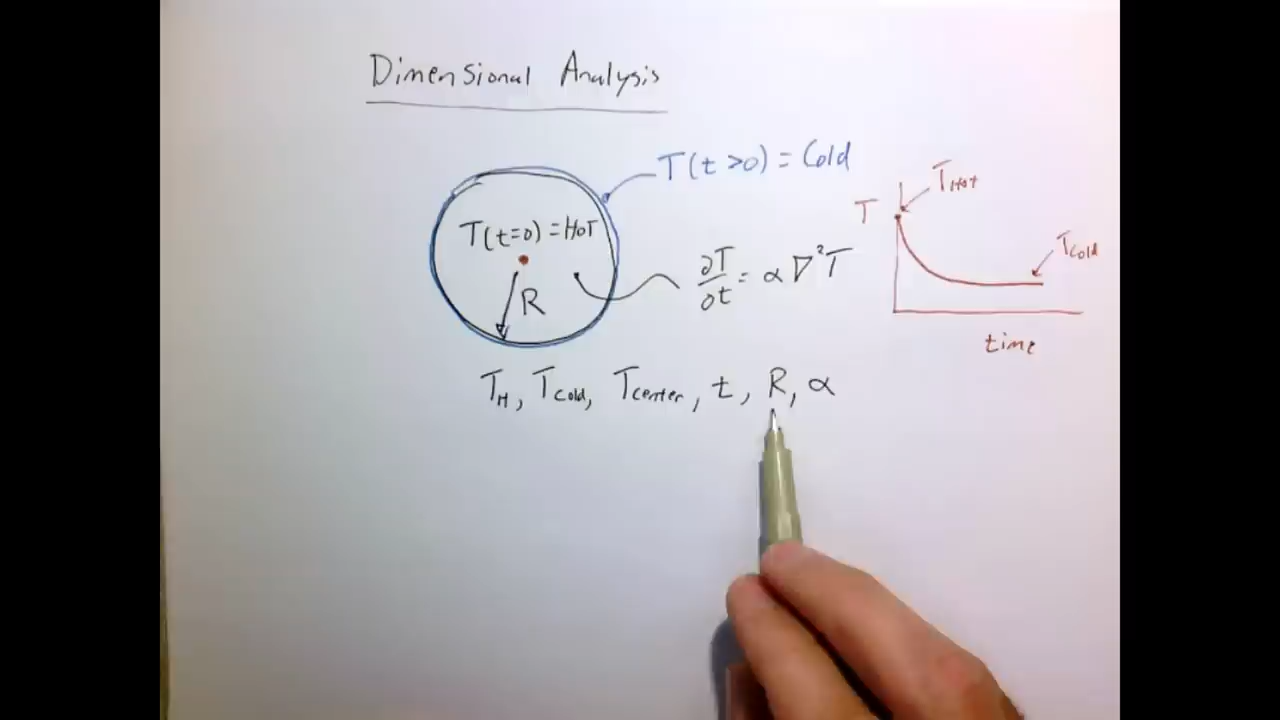 Dimensional Analysis
T(t>0) = Cold
T(t=0) = HOT
R
∂T/∂t = α∇²T
T
THot
TCold
time
TH, TCold, Tcenter, t, R, α